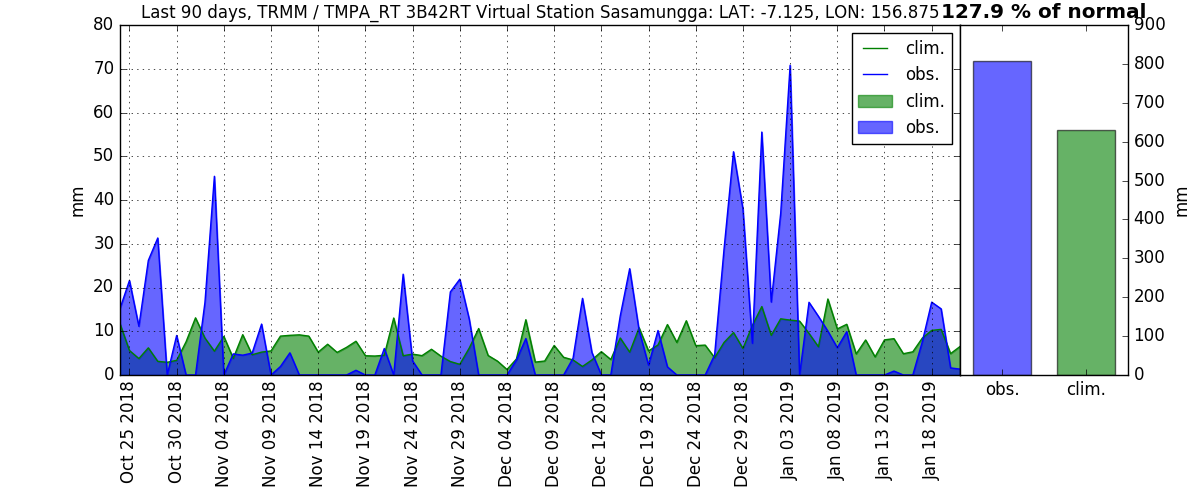 Last 90 days, TRMM / TMPA_RT 3B42RT Virtual Station Sasamungga: LAT: -7.125, LON: 156.875
127.9 % of normal
80
70
60
50
40
30
20
10
0
mm
clim.
obs.
clim.
obs.
Oct 25 2018
Oct 30 2018
Nov 04 2018
Nov 09 2018
Nov 14 2018
Nov 19 2018
Nov 24 2018
Nov 29 2018
Dec 04 2018
Dec 09 2018
Dec 14 2018
Dec 19 2018
Dec 24 2018
Dec 29 2018
Jan 03 2019
Jan 08 2019
Jan 13 2019
Jan 18 2019
900
800
700
600
500
400
300
200
100
0
mm
obs.
clim.